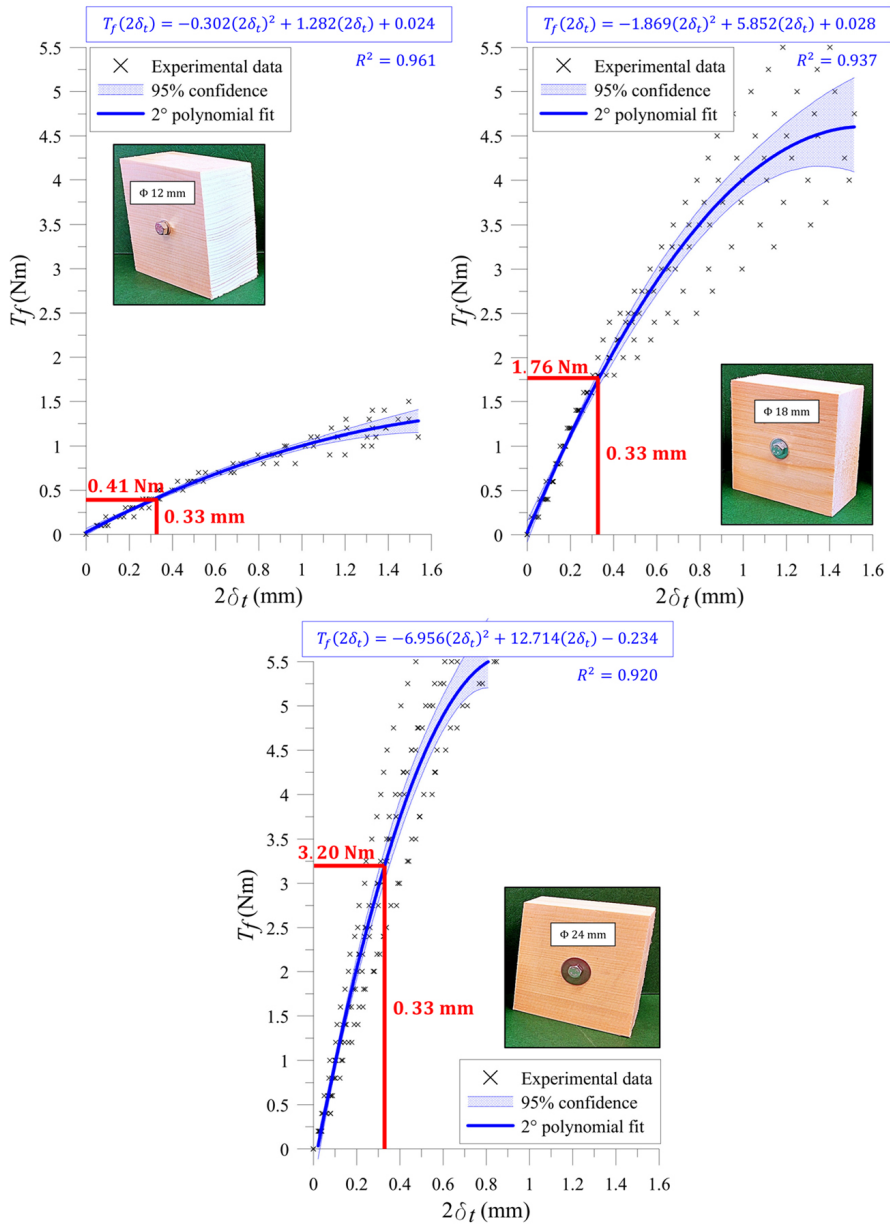 T_f(2δ_t) = −0.302(2δ_t)² + 1.282(2δ_t) + 0.024
R² = 0.961
Experimental data
95% confidence
2° polynomial fit
Φ 12 mm
5.5
5
4.5
4
3.5
3
2.5
2
1.5
1
0.5
0
T_f (Nm)
0.41 Nm
0.33 mm
0 0.2 0.4 0.6 0.8 1 1.2 1.4 1.6
2δ_t (mm)
T_f(2δ_t) = −1.869(2δ_t)² + 5.852(2δ_t) + 0.028
R² = 0.937
Experimental data
95% confidence
2° polynomial fit
5.5
5
4.5
4
3.5
3
2.5
2
1.5
1
0.5
0
T_f (Nm)
1.76 Nm
Φ 18 mm
0.33 mm
0 0.2 0.4 0.6 0.8 1 1.2 1.4 1.6
2δ_t (mm)
T_f(2δ_t) = −6.956(2δ_t)² + 12.714(2δ_t) − 0.234
R² = 0.920
5.5
5
4.5
4
3.5
3
2.5
2
1.5
1
0.5
0
T_f (Nm)
3.20 Nm
Φ 24 mm
0.33 mm
Experimental data
95% confidence
2° polynomial fit
0 0.2 0.4 0.6 0.8 1 1.2 1.4 1.6
2δ_t (mm)